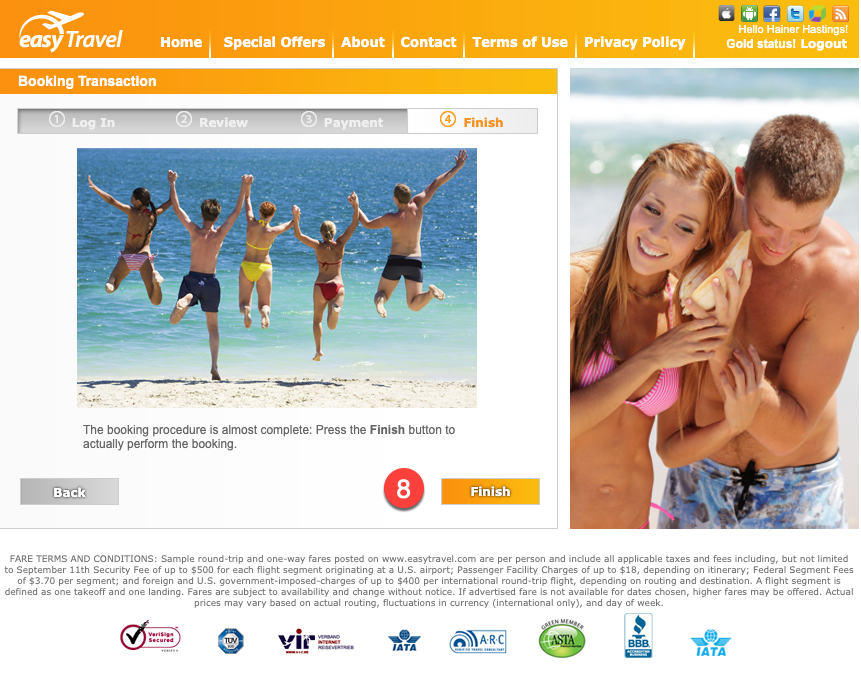 easyTravel
Home Special Offers About Contact Terms of Use Privacy Policy
Hello Hainer Hastings!
Gold status! Logout
Booking Transaction
1 Log In 2 Review 3 Payment 4 Finish
The booking procedure is almost complete: Press the Finish button to
actually perform the booking.
Back 8 Finish
FARE TERMS AND CONDITIONS: Sample round-trip and one-way fares posted on www.easytravel.com are per person and include all applicable taxes and fees including, but not limited
to September 11th Security Fee of up to $500 for each flight segment originating at a U.S. airport; Passenger Facility Charges of up to $18, depending on itinerary; Federal Segment Fees
of $3.70 per segment; and foreign and U.S. government-imposed-charges of up to $400 per international round-trip flight, depending on routing and destination. A flight segment is
defined as one takeoff and one landing. Fares are subject to availability and change without notice. If advertised fare is not available for dates chosen, higher fares may be offered. Actual
prices may vary based on actual routing, fluctuations in currency (international only), and day of week.
VeriSign
Secured
TÜV
vir
VERBAND
INTERNET
REISEVERTRIEB
IATA
A·R·C
GREEN MEMBER
ASTA
BBB
IATA